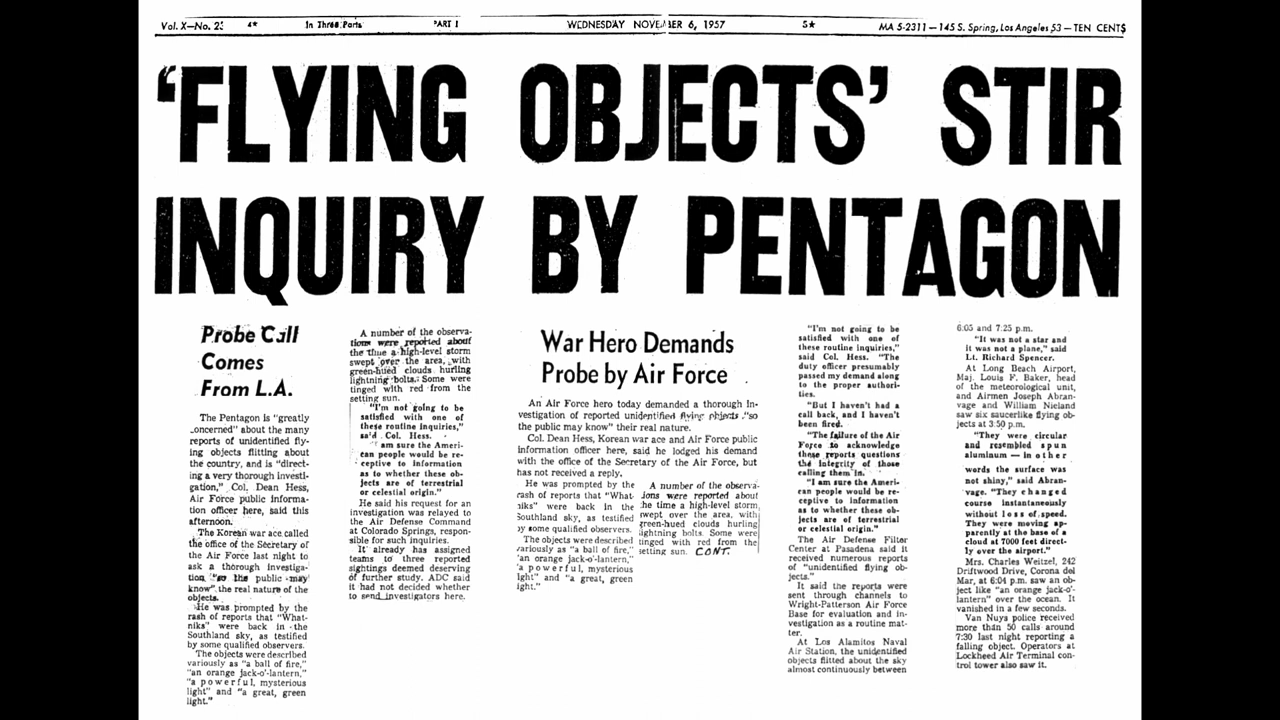 Vol. X—No. 23 4★ In Three Parts PART I WEDNESDAY NOVEMBER 6, 1957 5★ MA 5-2311—145 S. Spring, Los Angeles 53—TEN CENTS
‘FLYING OBJECTS’ STIR
INQUIRY BY PENTAGON
Probe Call
Comes
From L.A.
The Pentagon is “greatly
concerned” about the many
reports of unidentified fly-
ing objects flitting about
the country, and is “direct-
ing a very thorough investi-
gation,” Col. Dean Hess,
Air Force public informa-
tion officer here, said this
afternoon.
The Korean war ace called
the office of the Secretary of
the Air Force last night to
ask a thorough investiga-
tion “so the public may
know” the real nature of the
objects.
He was prompted by the
rash of reports that “What-
niks” were back in the
Southland sky, as testified
by some qualified observers.
The objects were described
variously as “a ball of fire,”
“an orange jack-o’-lantern,”
“a powerful, mysterious
light” and “a great, green
light.”
A number of the observa-
tions were reported about
the time a high-level storm
swept over the area, with
green-hued clouds hurling
lightning bolts. Some were
tinged with red from the
setting sun.
“I’m not going to be
satisfied with one of
these routine inquiries,”
said Col. Hess.
“I am sure the Ameri-
can people would be re-
ceptive to information
as to whether these ob-
jects are of terrestrial
or celestial origin.”
He said his request for an
investigation was relayed to
the Air Defense Command
at Colorado Springs, respon-
sible for such inquiries.
It already has assigned
teams to three reported
sightings deemed deserving
of further study. ADC said
it had not decided whether
to send investigators here.
War Hero Demands
Probe by Air Force
An Air Force hero today demanded a thorough in-
vestigation of reported unidentified flying objects “so
the public may know” their real nature.
Col. Dean Hess, Korean war ace and Air Force public
information officer here, said he lodged his demand
with the office of the Secretary of the Air Force, but
has not received a reply.
He was prompted by the
rash of reports that “What-
niks” were back in the
Southland sky, as testified
by some qualified observers.
The objects were described
variously as “a ball of fire,”
“an orange jack-o’-lantern,”
“a powerful, mysterious
light” and “a great, green
light.”
A number of the observa-
tions were reported about
the time a high-level storm
swept over the area, with
green-hued clouds hurling
lightning bolts. Some were
tinged with red from the
setting sun. CONT.
“I’m not going to be
satisfied with one of
these routine inquiries,”
said Col. Hess. “The
duty officer presumably
passed my demand along
to the proper authori-
ties.
“But I haven’t had a
call back, and I haven’t
been fired.
“The failure of the Air
Force to acknowledge
these reports questions
the integrity of those
calling them in.
“I am sure the Ameri-
can people would be re-
ceptive to information
as to whether these ob-
jects are of terrestrial
or celestial origin.”
The Air Defense Filter
Center at Pasadena said it
received numerous reports
of “unidentified flying ob-
jects.”
It said the reports were
sent through channels to
Wright-Patterson Air Force
Base for evaluation and in-
vestigation as a routine mat-
ter.
At Los Alamitos Naval
Air Station, the unidentified
objects flitted about the sky
almost continuously between
6:05 and 7:25 p.m.
“It was not a star and
it was not a plane,” said
Lt. Richard Spencer.
At Long Beach Airport,
Maj. Louis F. Baker, head
of the meteorological unit,
and Airmen Joseph Abran-
vage and William Nieland
saw six saucerlike flying ob-
jects at 3:50 p.m.
“They were circular
and resembled spun
aluminum — in other
words the surface was
not shiny,” said Abran-
vage. “They changed
course instantaneously
without loss of speed.
They were moving ap-
parently at the base of a
cloud at 7000 feet direct-
ly over the airport.”
Mrs. Charles Weitzel, 242
Driftwood Drive, Corona del
Mar, at 6:04 p.m. saw an ob-
ject like “an orange jack-o’-
lantern” over the ocean. It
vanished in a few seconds.
Van Nuys police received
more than 50 calls around
7:30 last night reporting a
falling object. Operators at
Lockheed Air Terminal con-
trol tower also saw it.